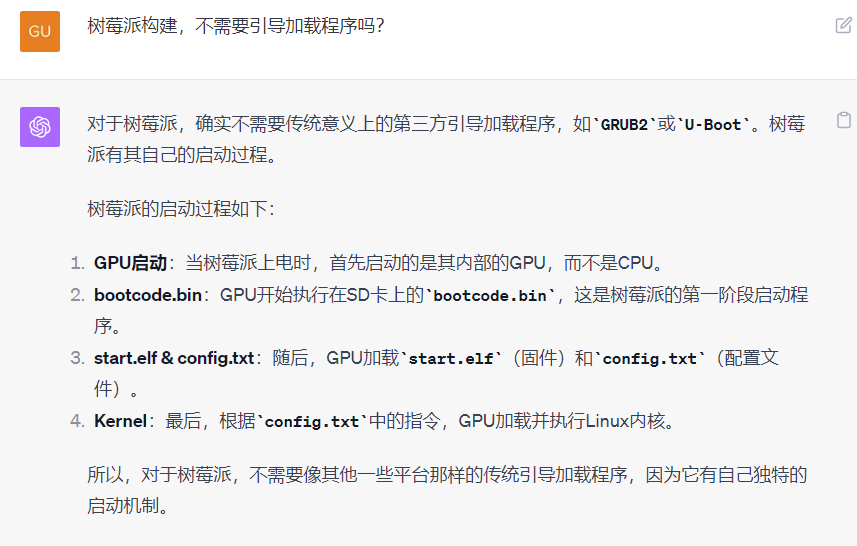 GU
树莓派构建，不需要引导加载程序吗？
对于树莓派，确实不需要传统意义上的第三方引导加载程序，如`GRUB2`或`U-Boot`。树莓
派有其自己的启动过程。
树莓派的启动过程如下：
1. GPU启动：当树莓派上电时，首先启动的是其内部的GPU，而不是CPU。
2. bootcode.bin：GPU开始执行在SD卡上的`bootcode.bin`，这是树莓派的第一阶段启动程
序。
3. start.elf & config.txt：随后，GPU加载`start.elf`（固件）和`config.txt`（配置文
件）。
4. Kernel：最后，根据`config.txt`中的指令，GPU加载并执行Linux内核。
所以，对于树莓派，不需要像其他一些平台那样的传统引导加载程序，因为它有自己独特的
启动机制。